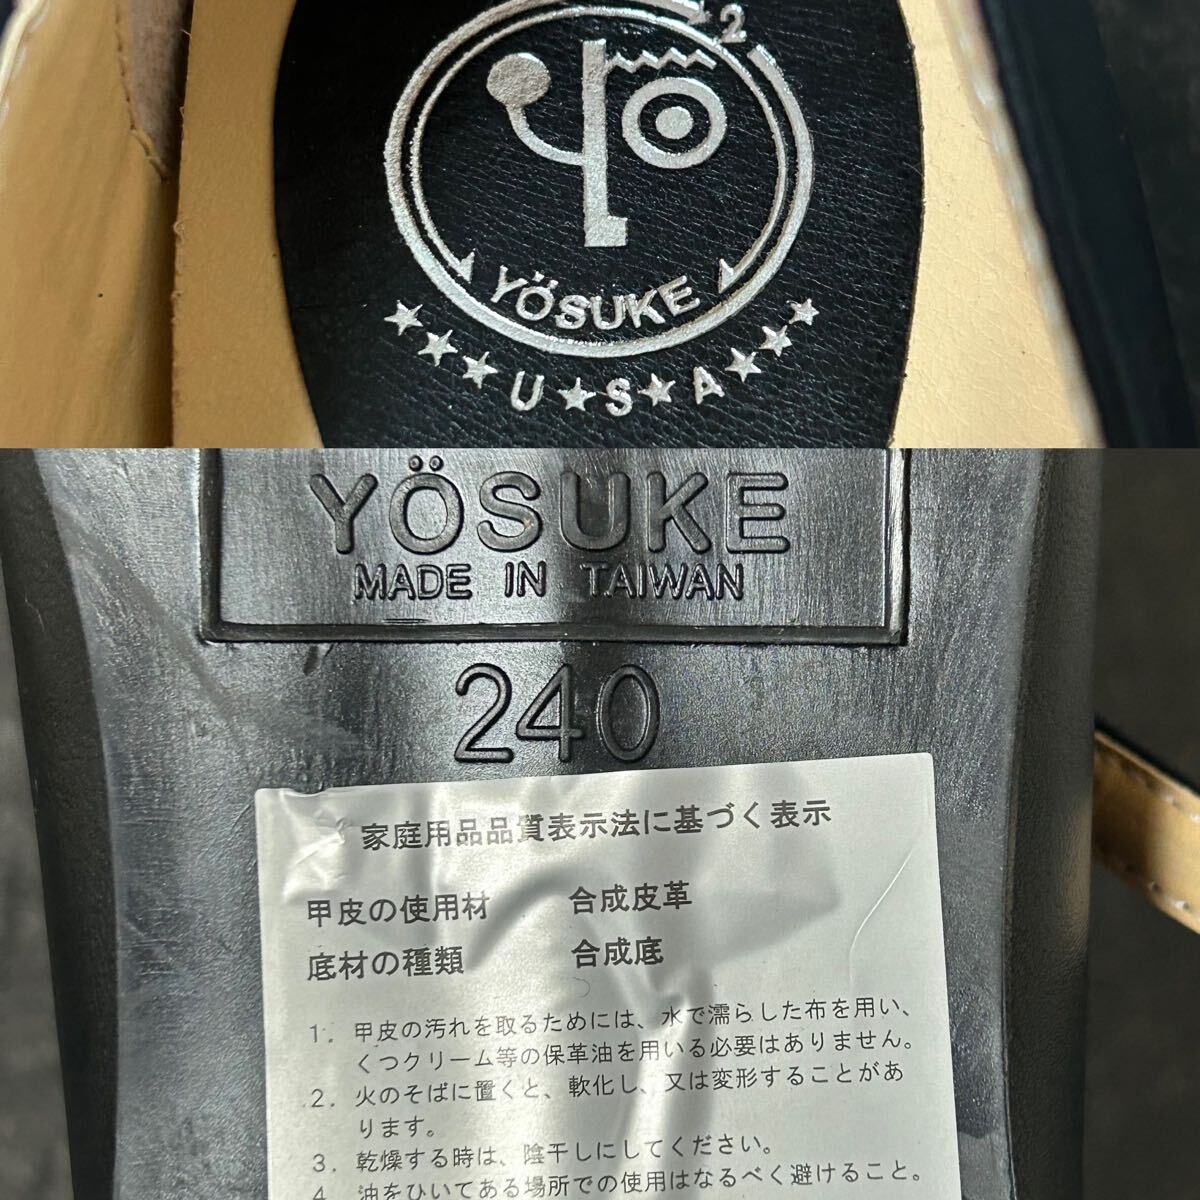 2
YÖSUKE
U★S★A
YÖSUKE
MADE IN TAIWAN
240
家庭用品品質表示法に基づく表示
甲皮の使用材　合成皮革
底材の種類　合成底
1. 甲皮の汚れを取るためには、水で濡らした布を用い、
くつクリーム等の保革油を用いる必要はありません。
2. 火のそばに置くと、軟化し、又は変形することがあ
ります。
3. 乾燥する時は、陰干しにしてください。
4. 油をひいてある場所での使用はなるべく避けること。